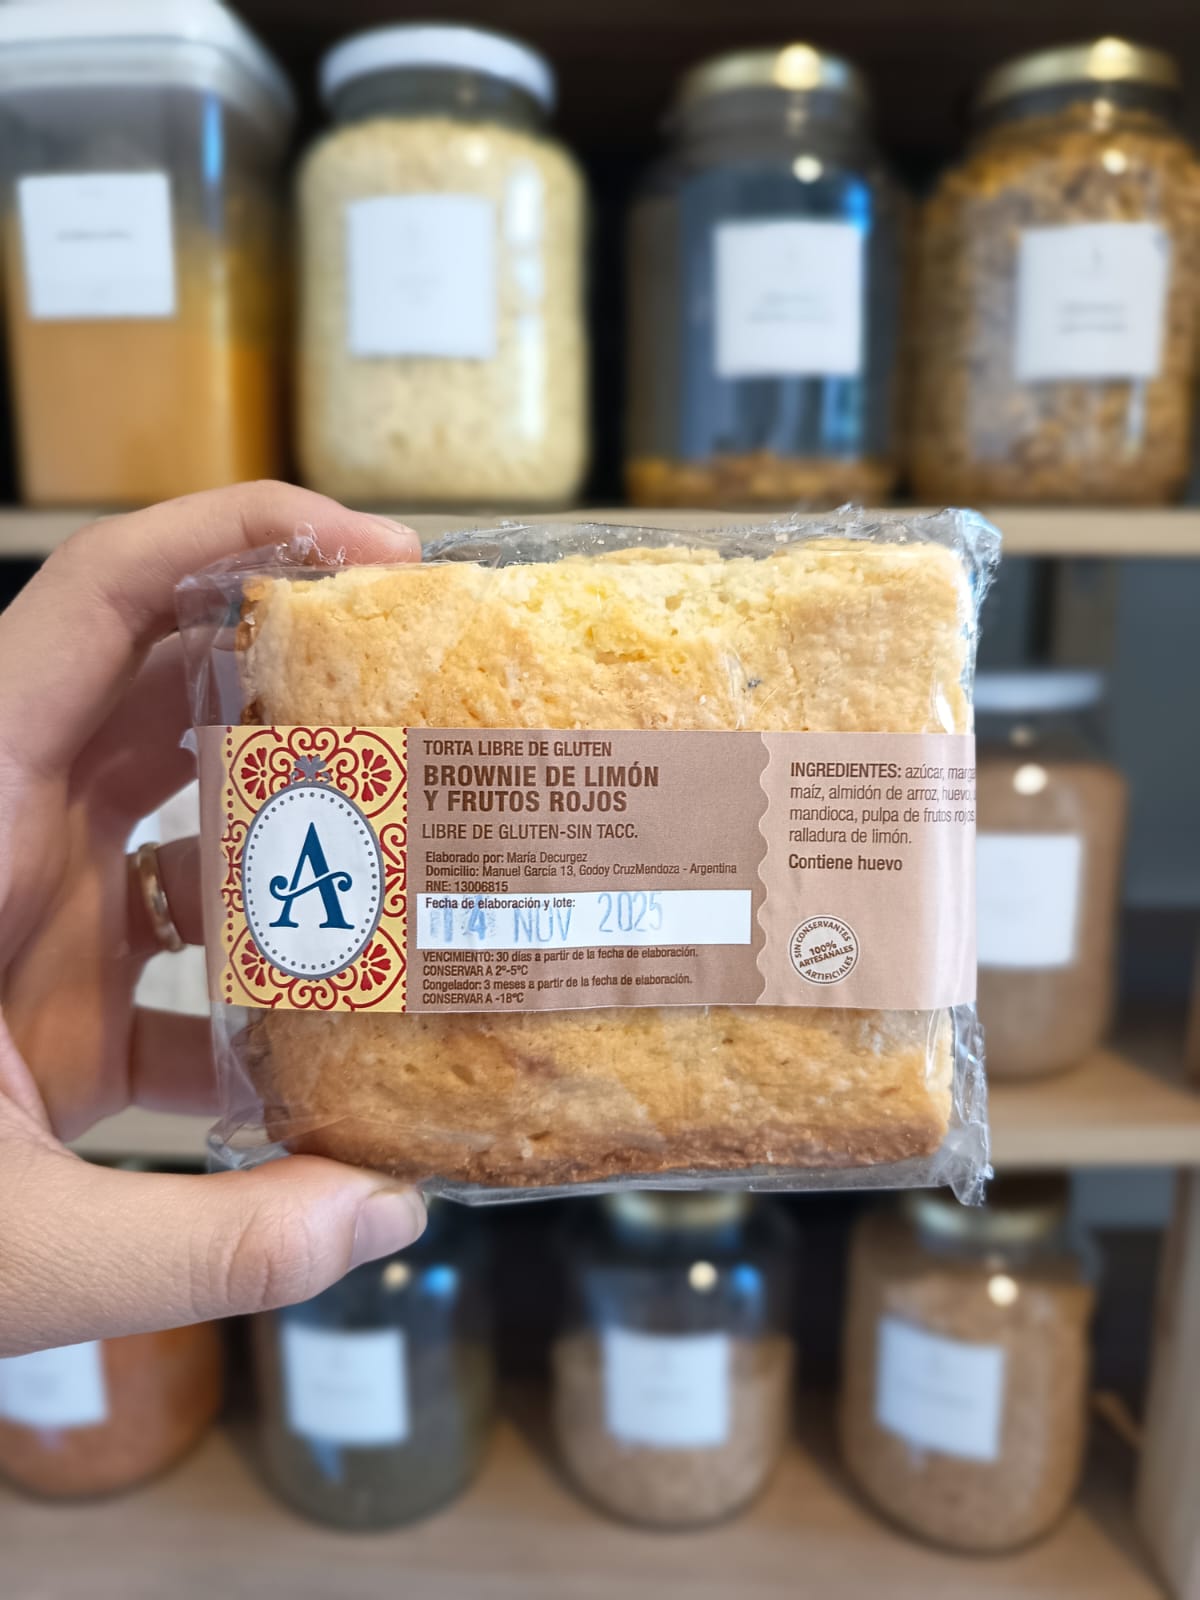 A
TORTA LIBRE DE GLUTEN
BROWNIE DE LIMÓN
Y FRUTOS ROJOS
LIBRE DE GLUTEN-SIN TACC.
Elaborado por: María Decurgez
Domicilio: Manuel García 13, Godoy CruzMendoza - Argentina
RNE: 13006815
Fecha de elaboración y lote:
14 NOV 2025
VENCIMIENTO: 30 días a partir de la fecha de elaboración.
CONSERVAR A 2º-5ºC
Congelador: 3 meses a partir de la fecha de elaboración.
CONSERVAR A -18ºC
INGREDIENTES: azúcar,
maíz, almidón de arroz, huevo,
mandioca, pulpa de frutos rojos,
ralladura de limón.
Contiene huevo
SIN CONSERVANTES
100%
ARTESANALES
ARTIFICIALES